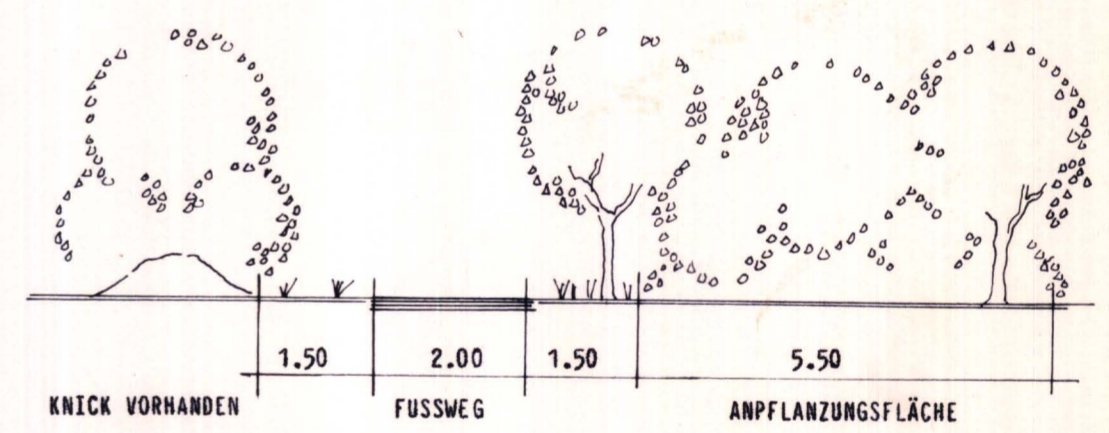 1.50 2.00 1.50 5.50
KNICK VORHANDEN FUSSWEG ANPFLANZUNGSFLÄCHE